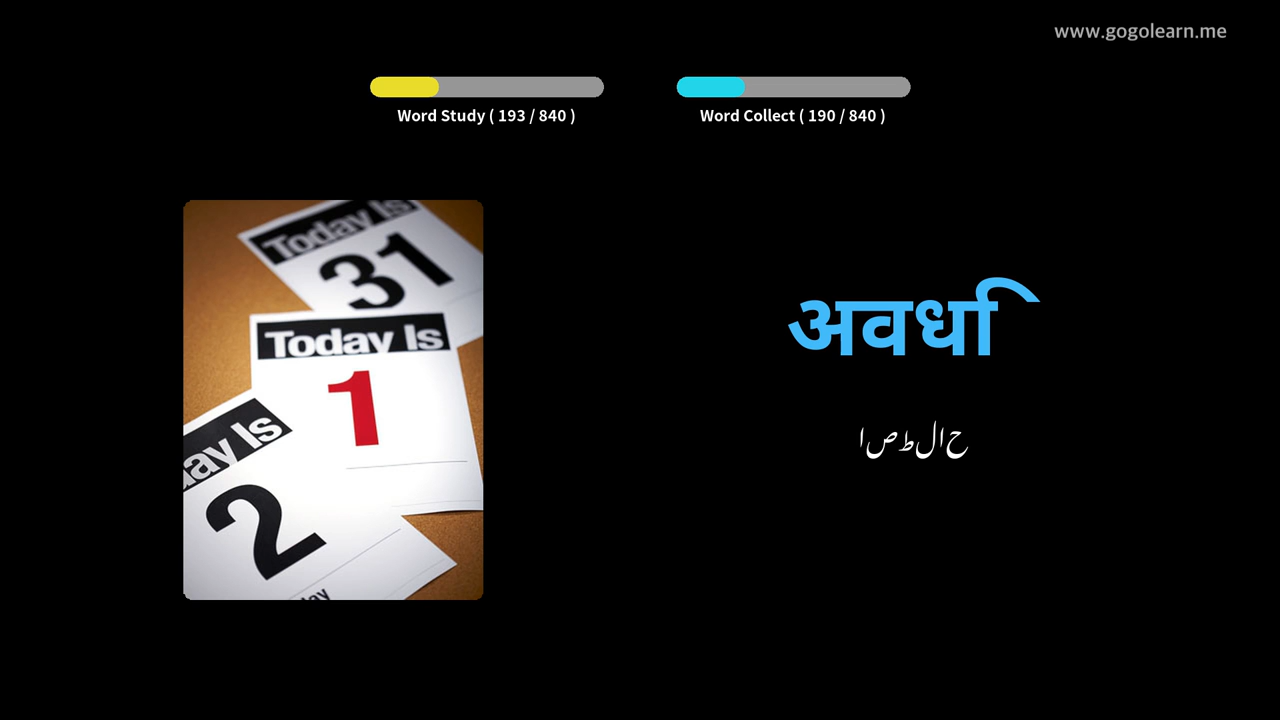 www.gogolearn.me
Word Study ( 193 / 840 )
Word Collect ( 190 / 840 )
Today Is
31
Today Is
1
ay Is
2
अवधि
اصطلاح